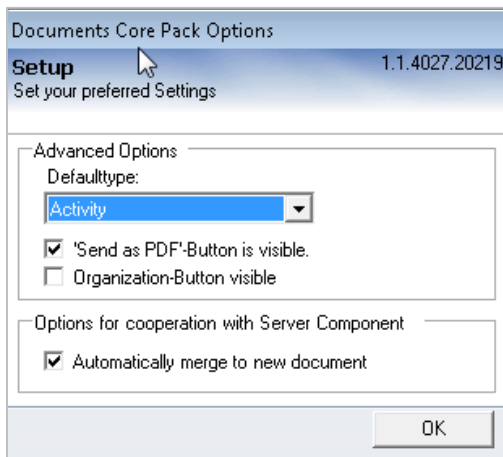 Documents Core Pack Options
Setup
1.1.4027.20219
Set your preferred Settings
Advanced Options
Defaulttype:
Activity
'Send as PDF'-Button is visible.
Organization-Button visible
Options for cooperation with Server Component
Automatically merge to new document
OK